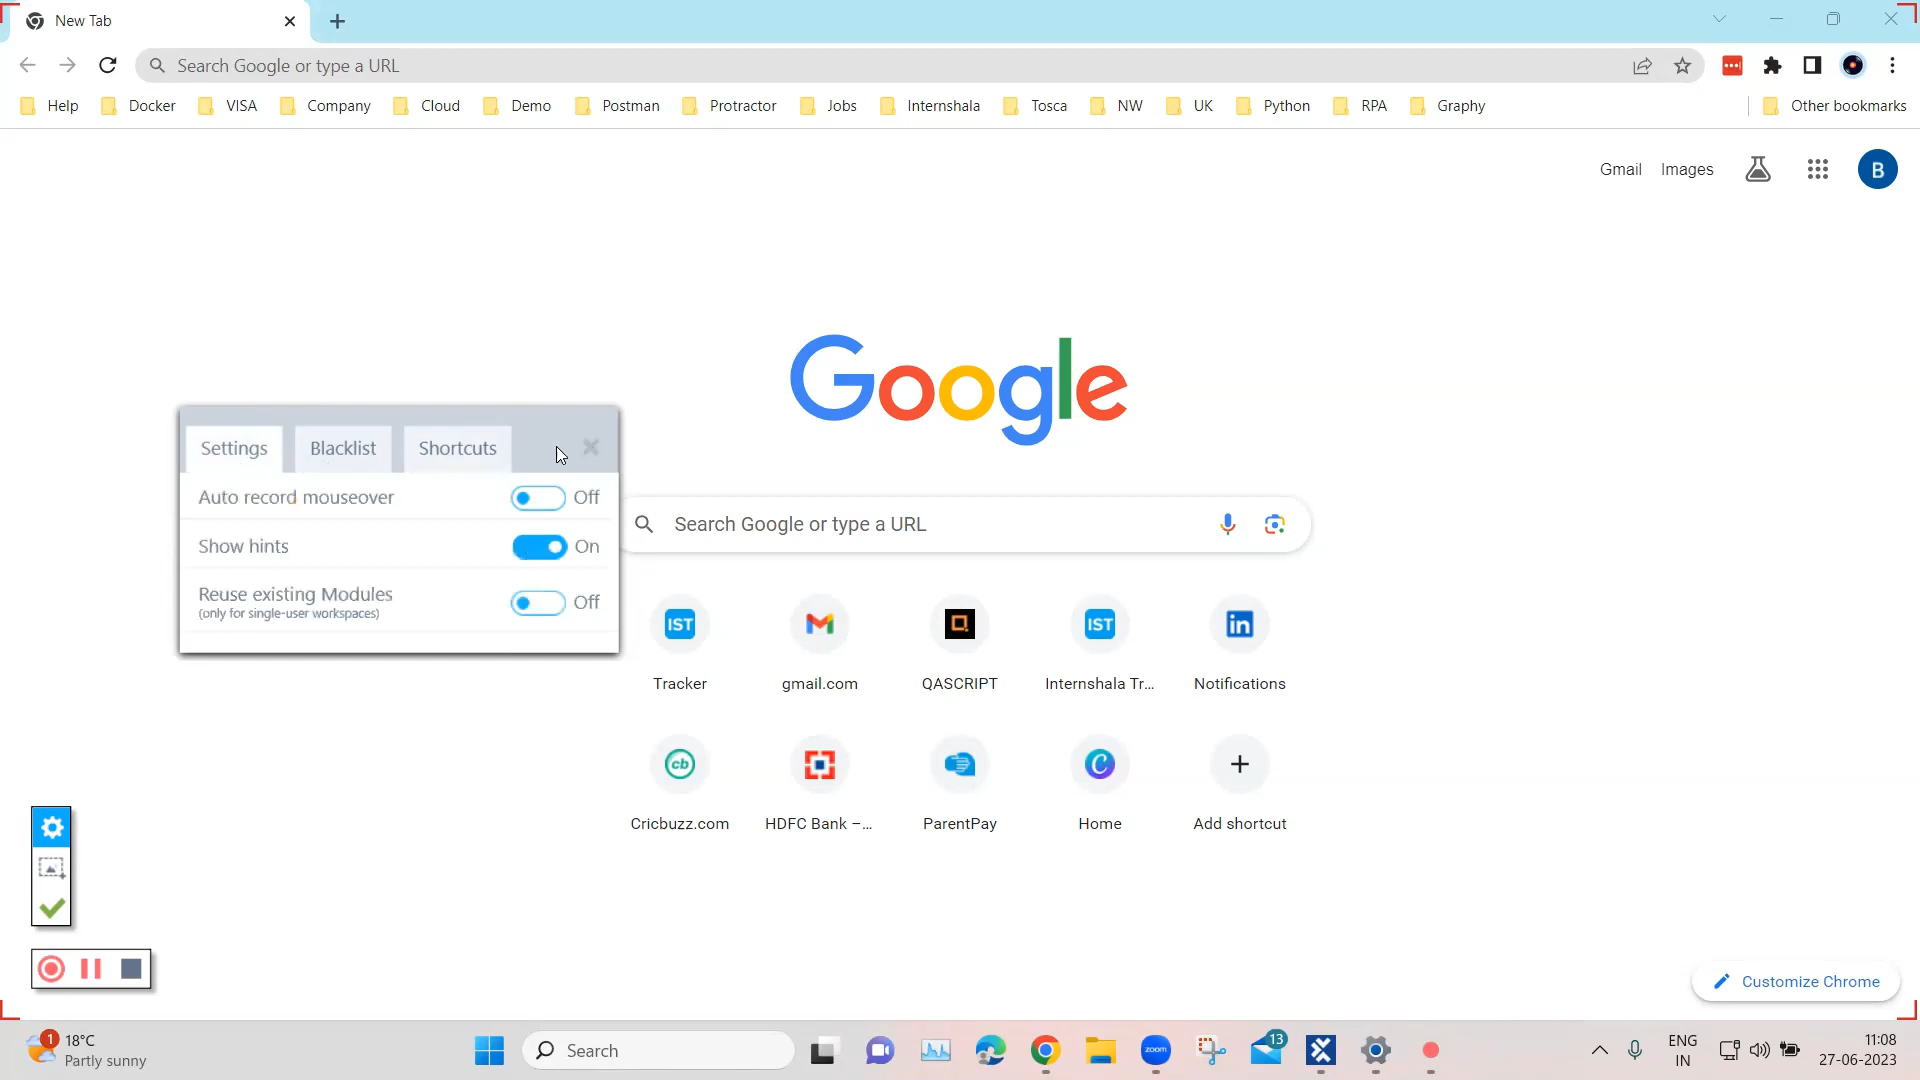 New Tab
Search Google or type a URL
Help Docker VISA Company Cloud Demo Postman Protractor Jobs Internshala Tosca NW UK Python RPA Graphy Other bookmarks
Gmail Images B
Google
Settings Blacklist Shortcuts
Auto record mouseover Off
Show hints On
Reuse existing Modules Off
(only for single-user workspaces)
Search Google or type a URL
IST IST in
Tracker gmail.com QASCRIPT Internshala Tr... Notifications
cb
Cricbuzz.com HDFC Bank –... ParentPay Home Add shortcut
Customize Chrome
1 18°C
Partly sunny
Search
zoom
13
ENG
IN
11:08
27-06-2023